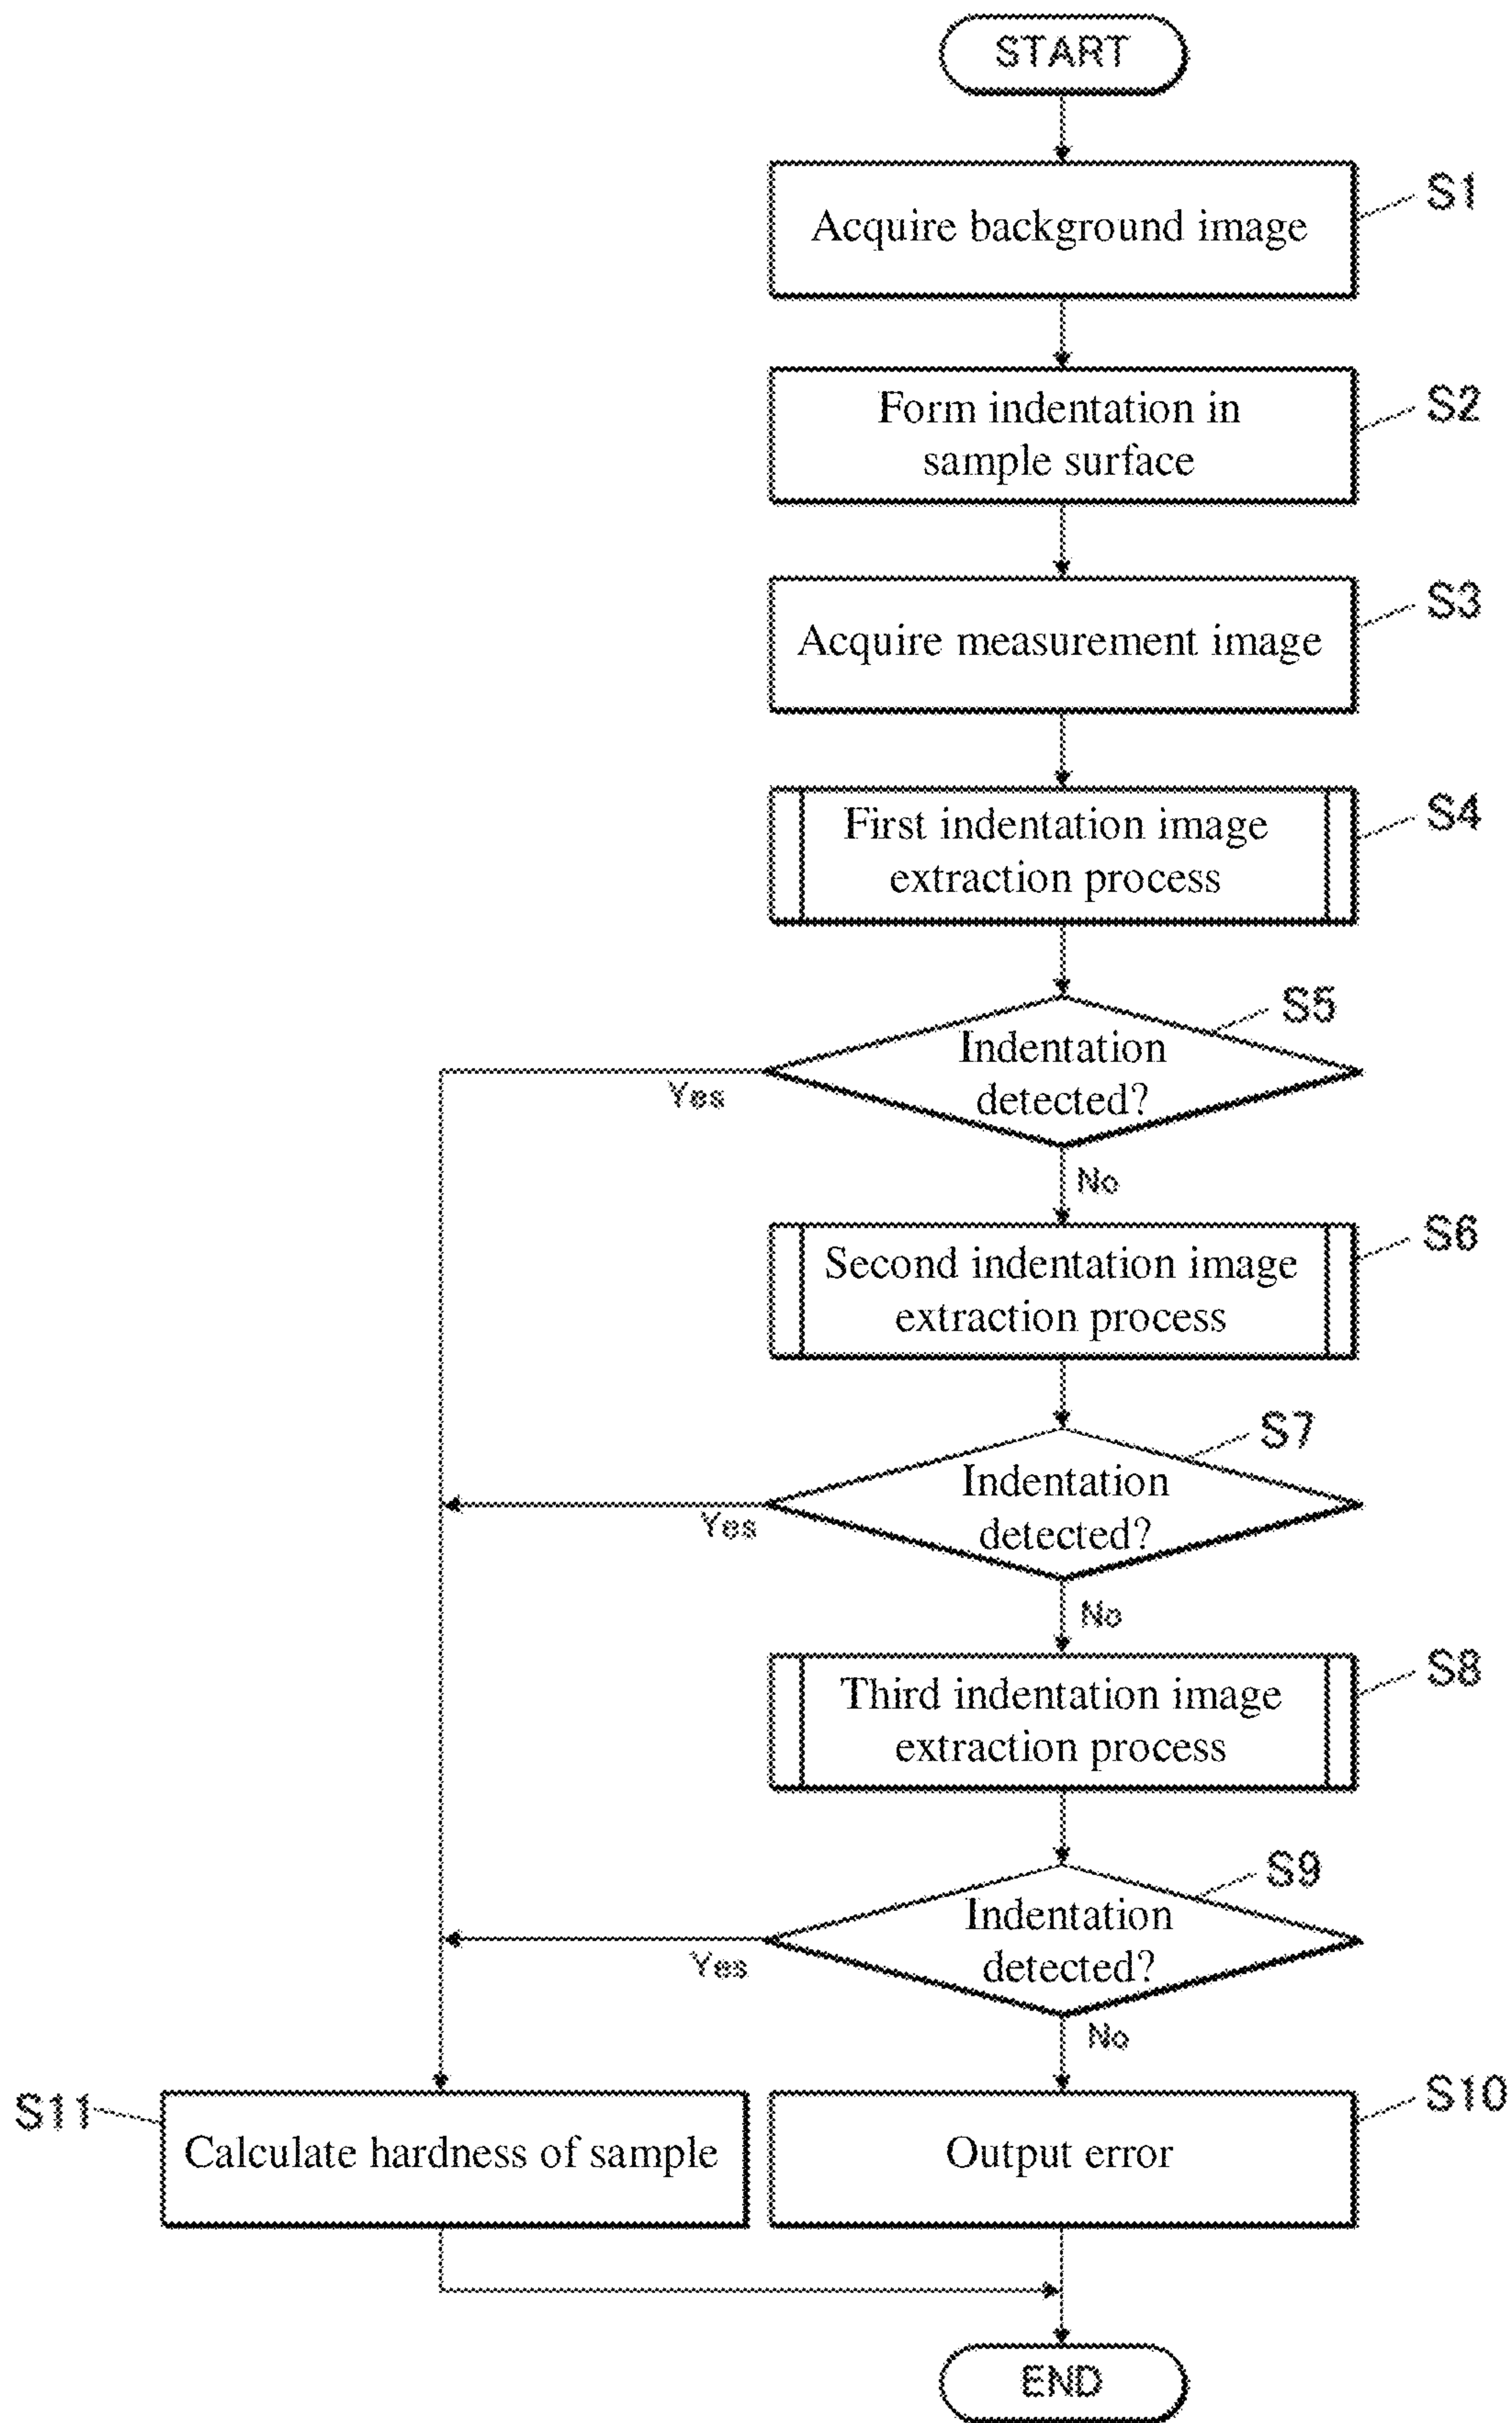 START
Acquire background image
S1
Form indentation in
sample surface
S2
Acquire measurement image
S3
First indentation image
extraction process
S4
Indentation
detected?
S5
Yes
No
Second indentation image
extraction process
S6
Indentation
detected?
S7
Yes
No
Third indentation image
extraction process
S8
Indentation
detected?
S9
Yes
No
S11
Calculate hardness of sample
Output error
S10
END